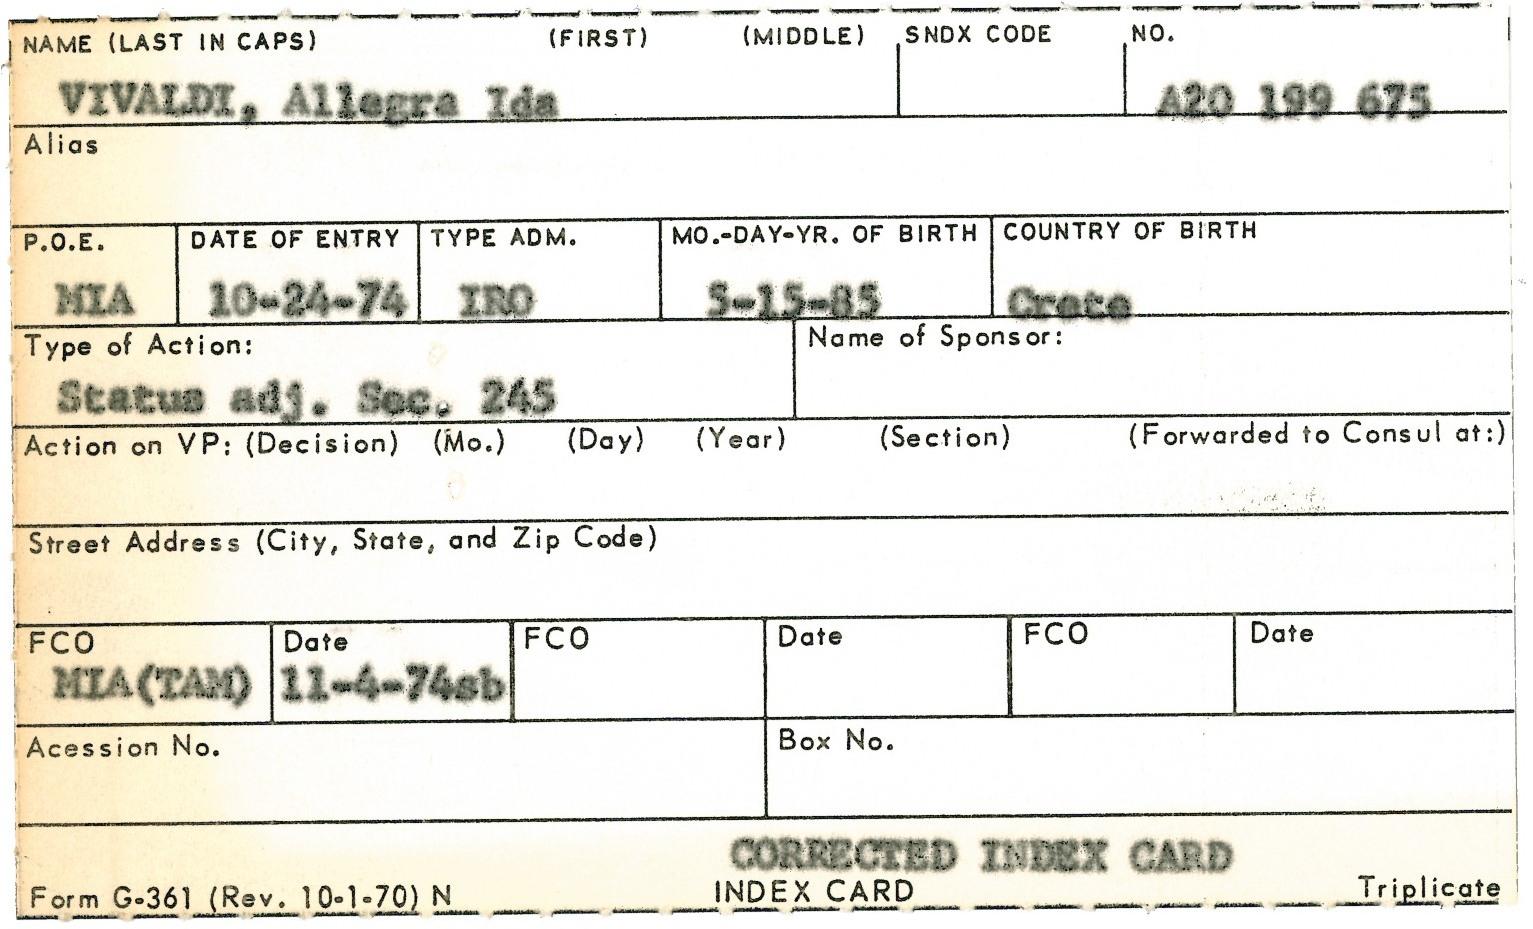 NAME (LAST IN CAPS) (FIRST) (MIDDLE) SNDX CODE NO.
VIVALDI, Allegra Ida A20 199 675
Alias
P.O.E. DATE OF ENTRY TYPE ADM. MO.-DAY-YR. OF BIRTH COUNTRY OF BIRTH
MIA 10-24-74 IRO 5-15-85 Crete
Type of Action: Name of Sponsor:
Status adj. Sec. 245
Action on VP: (Decision) (Mo.) (Day) (Year) (Section) (Forwarded to Consul at:)
Street Address (City, State, and Zip Code)
FCO Date FCO Date FCO Date
MIA(TAM) 11-4-74sb
Acession No. Box No.
CORRECTED INDEX CARD
Form G-361 (Rev. 10-1-70) N INDEX CARD Triplicate